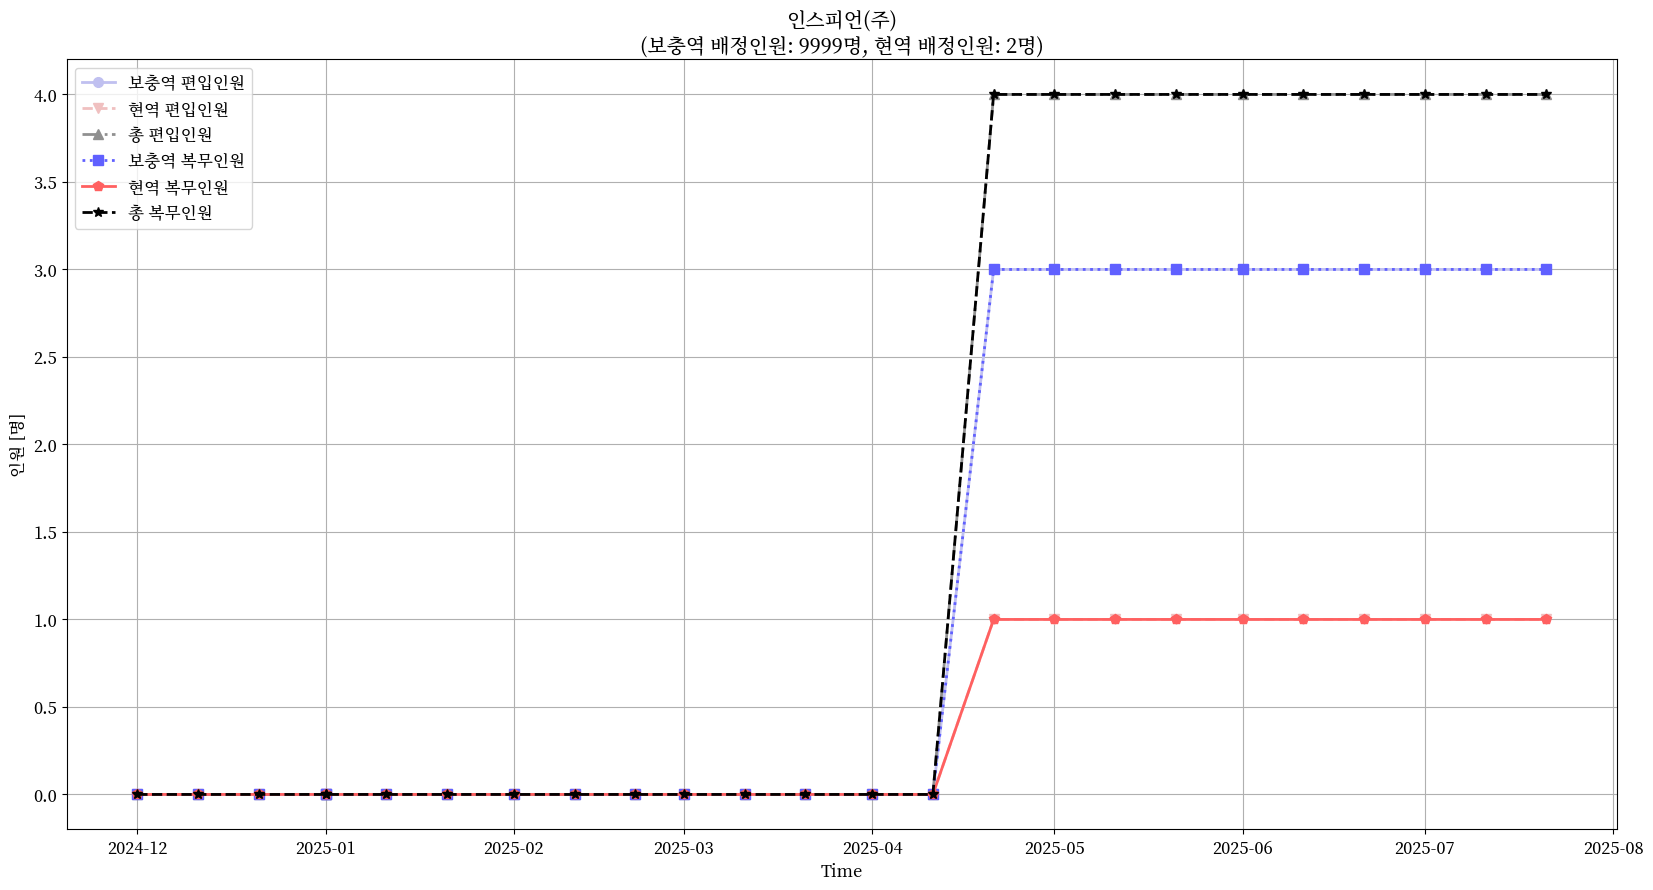 인스피언(주)
(보충역 배정인원: 9999명, 현역 배정인원: 2명)
보충역 편입인원
현역 편입인원
총 편입인원
보충역 복무인원
현역 복무인원
총 복무인원
인원 [명]
4.0
3.5
3.0
2.5
2.0
1.5
1.0
0.5
0.0
2024-12
2025-01
2025-02
2025-03
2025-04
2025-05
2025-06
2025-07
2025-08
Time